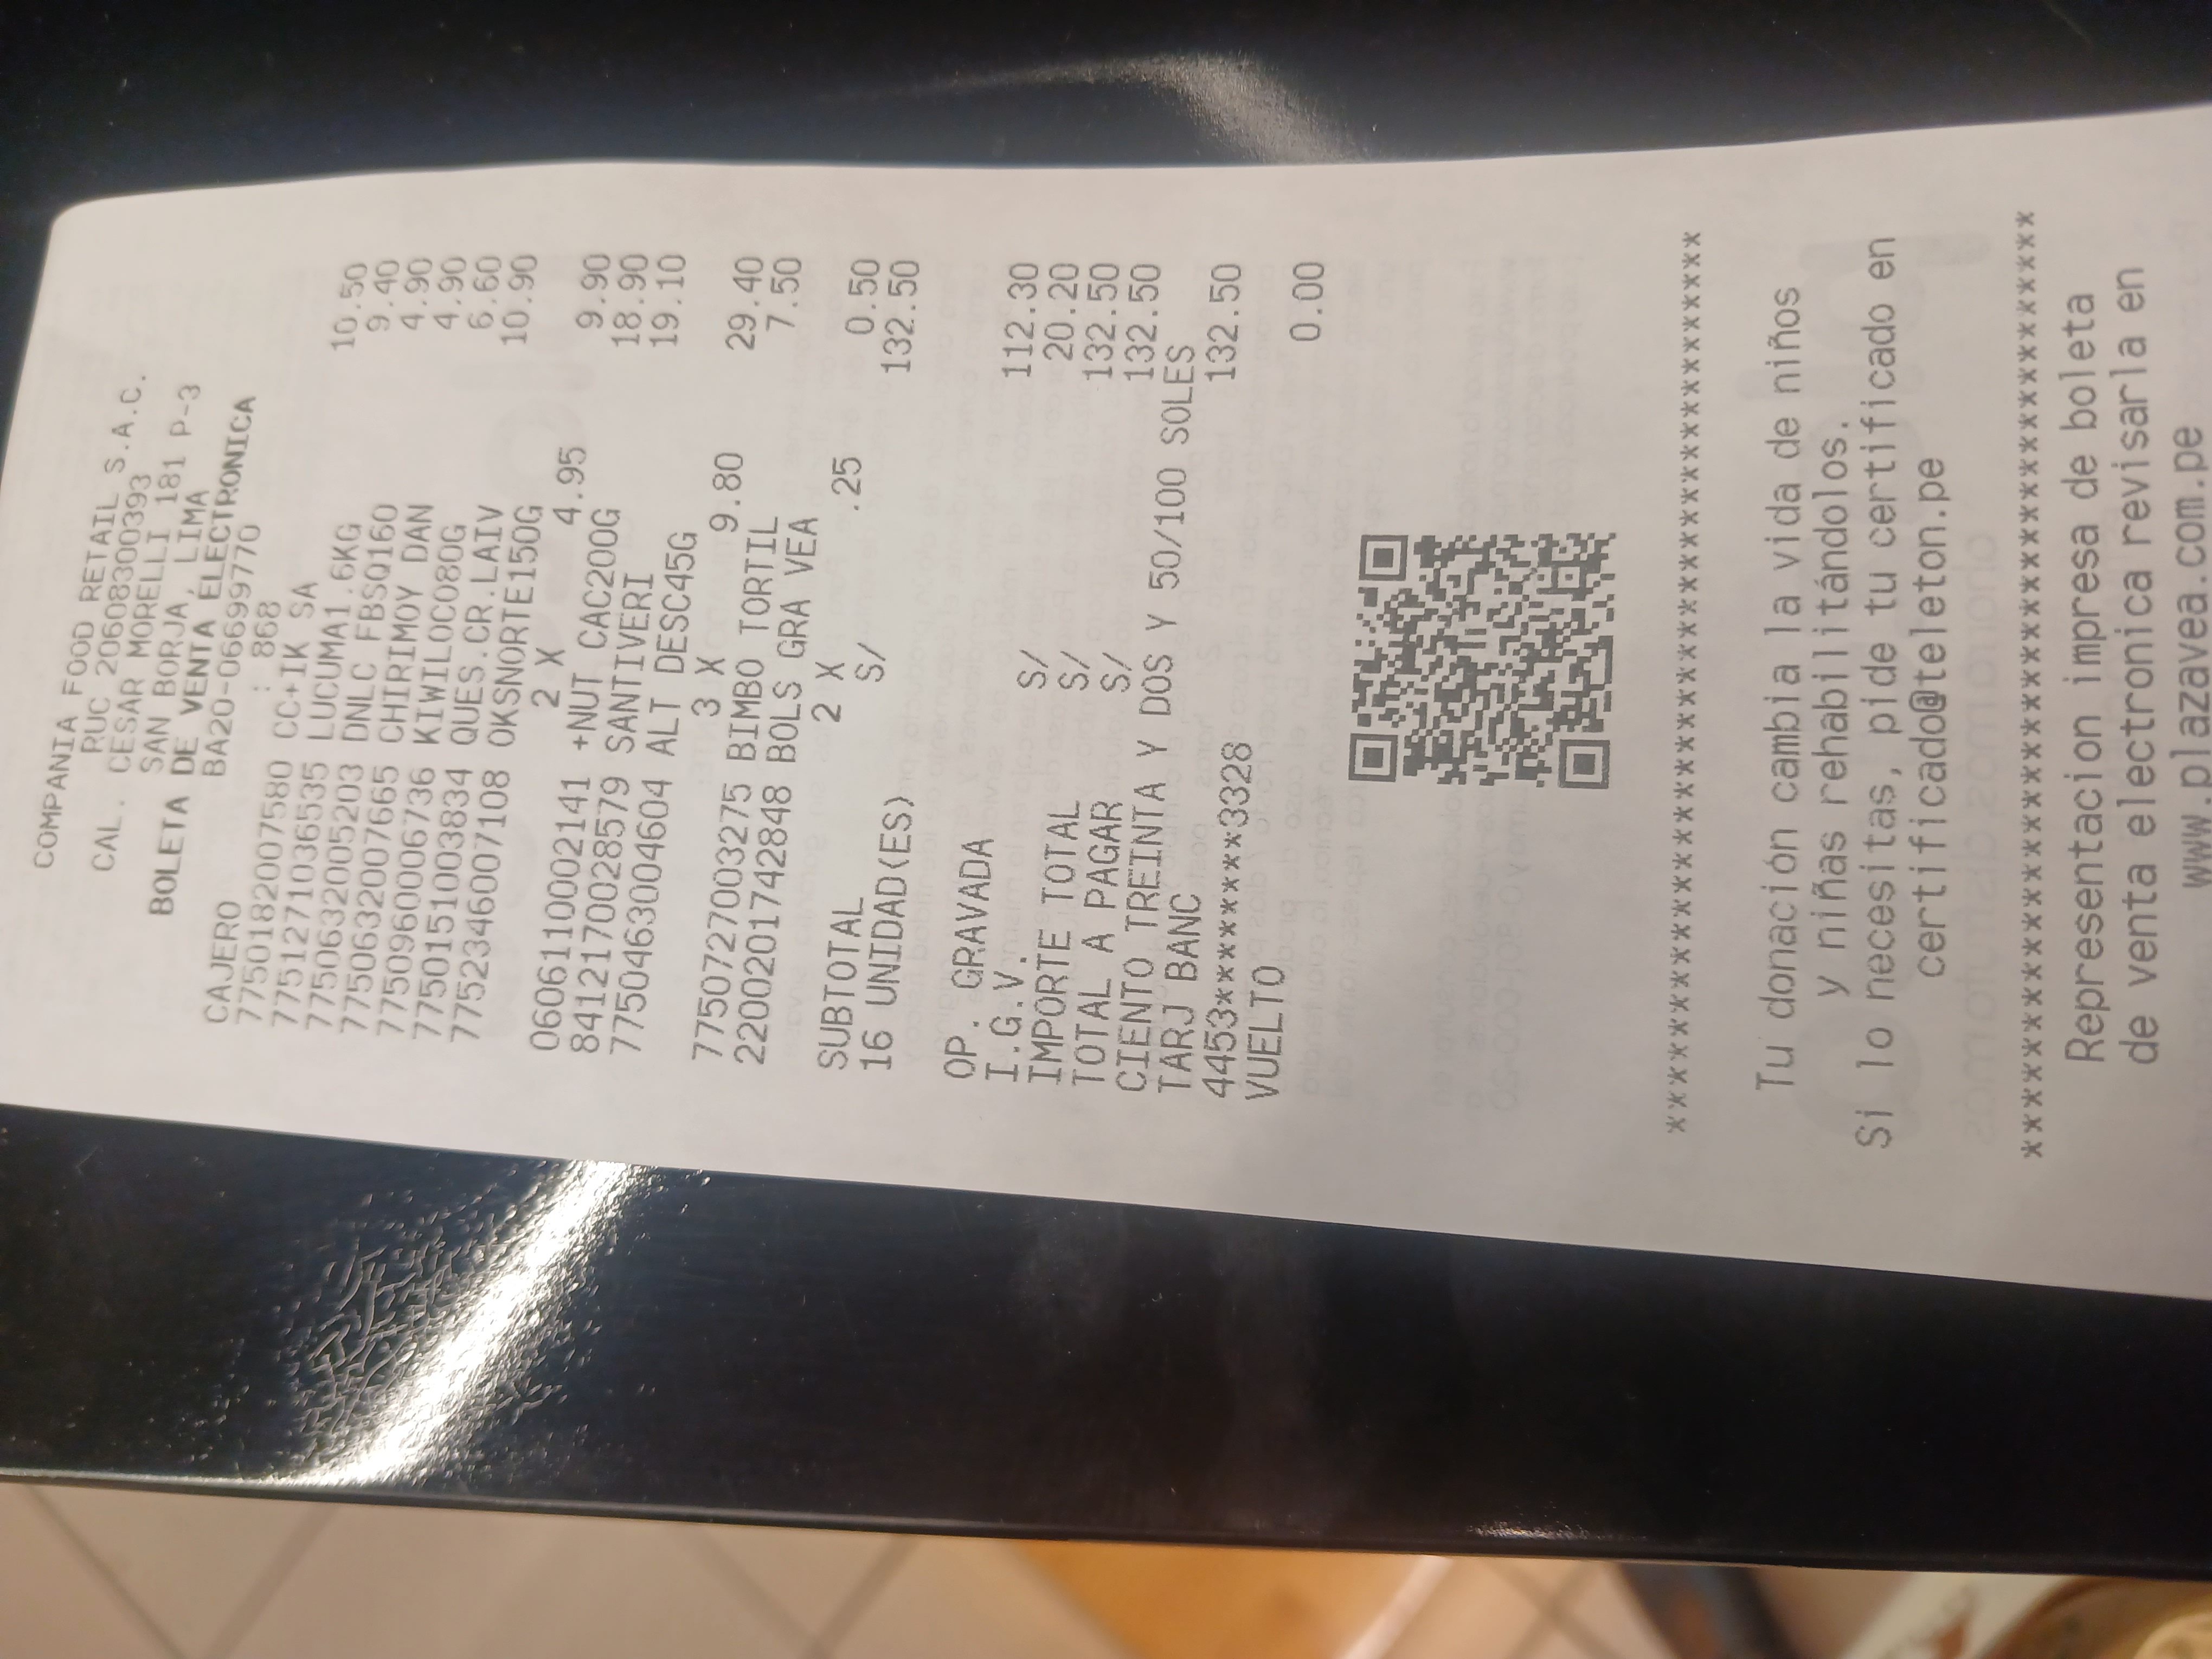 COMPANIA FOOD RETAIL S.A.C.
RUC 20608300393
CAL. CESAR MORELLI 181 P-3
SAN BORJA, LIMA
BOLETA DE VENTA ELECTRONICA
BA20-06699770
CAJERO : 868
7750182007580 CC+IK SA 10.50
7751271036535 LUCUMA1.6KG 9.40
7750632005203 DNLC FBSQ160 4.90
7750632007665 CHIRIMOY DAN 4.90
7750960006736 KIWILOCO80G 6.60
7750151003834 QUES.CR.LAIV 10.90
7752346007108 OKSNORTE150G
2 X 4.95 9.90
0606110002141 +NUT CAC200G 18.90
8412170028579 SANTIVERI 19.10
7750463004604 ALT DESC45G
3 X 9.80 29.40
7750727003275 BIMBO TORTIL 7.50
2200201742848 BOLS GRA VEA
2 X .25 0.50
SUBTOTAL S/ 132.50
16 UNIDAD(ES)
OP. GRAVADA S/ 112.30
I.G.V. S/ 20.20
IMPORTE TOTAL S/ 132.50
TOTAL A PAGAR 132.50
CIENTO TREINTA Y DOS Y 50/100 SOLES
TARJ BANC 132.50
4453********3328
VUELTO 0.00
****************************************
Tu donación cambia la vida de niños
y niñas rehabilitándolos.
Si lo necesitas, pide tu certificado en
certificado@teleton.pe
****************************************
Representacion impresa de boleta
de venta electronica revisarla en
www.plazavea.com.pe